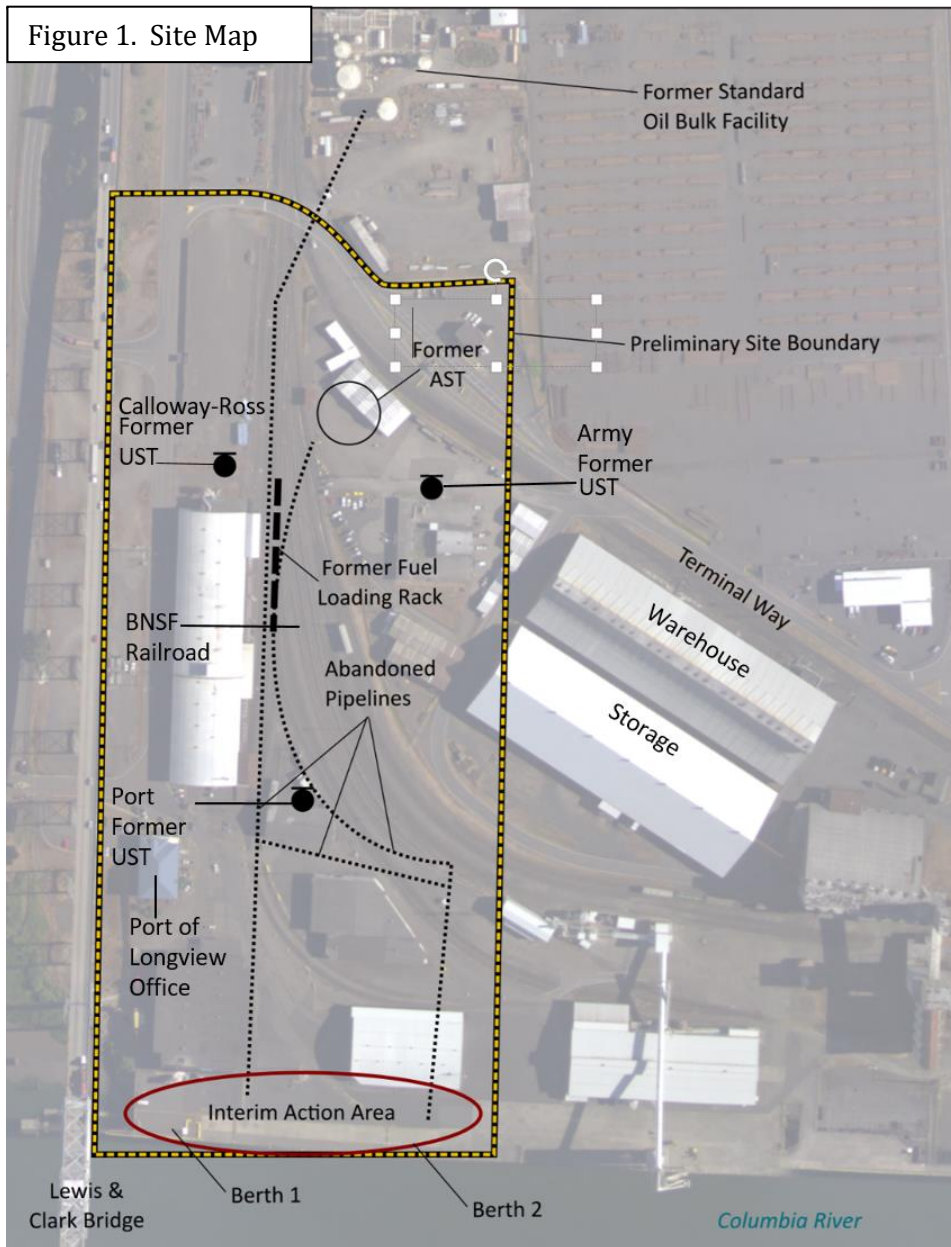 Figure 1.  Site Map
Former Standard
Oil Bulk Facility
Preliminary Site Boundary
Former
AST
Calloway-Ross
Former
UST
Army
Former
UST
Former Fuel
Loading Rack
Terminal Way
Warehouse
Storage
BNSF
Railroad
Abandoned
Pipelines
Port
Former
UST
Port of
Longview
Office
Interim Action Area
Berth 1
Berth 2
Lewis &
Clark Bridge
Columbia River